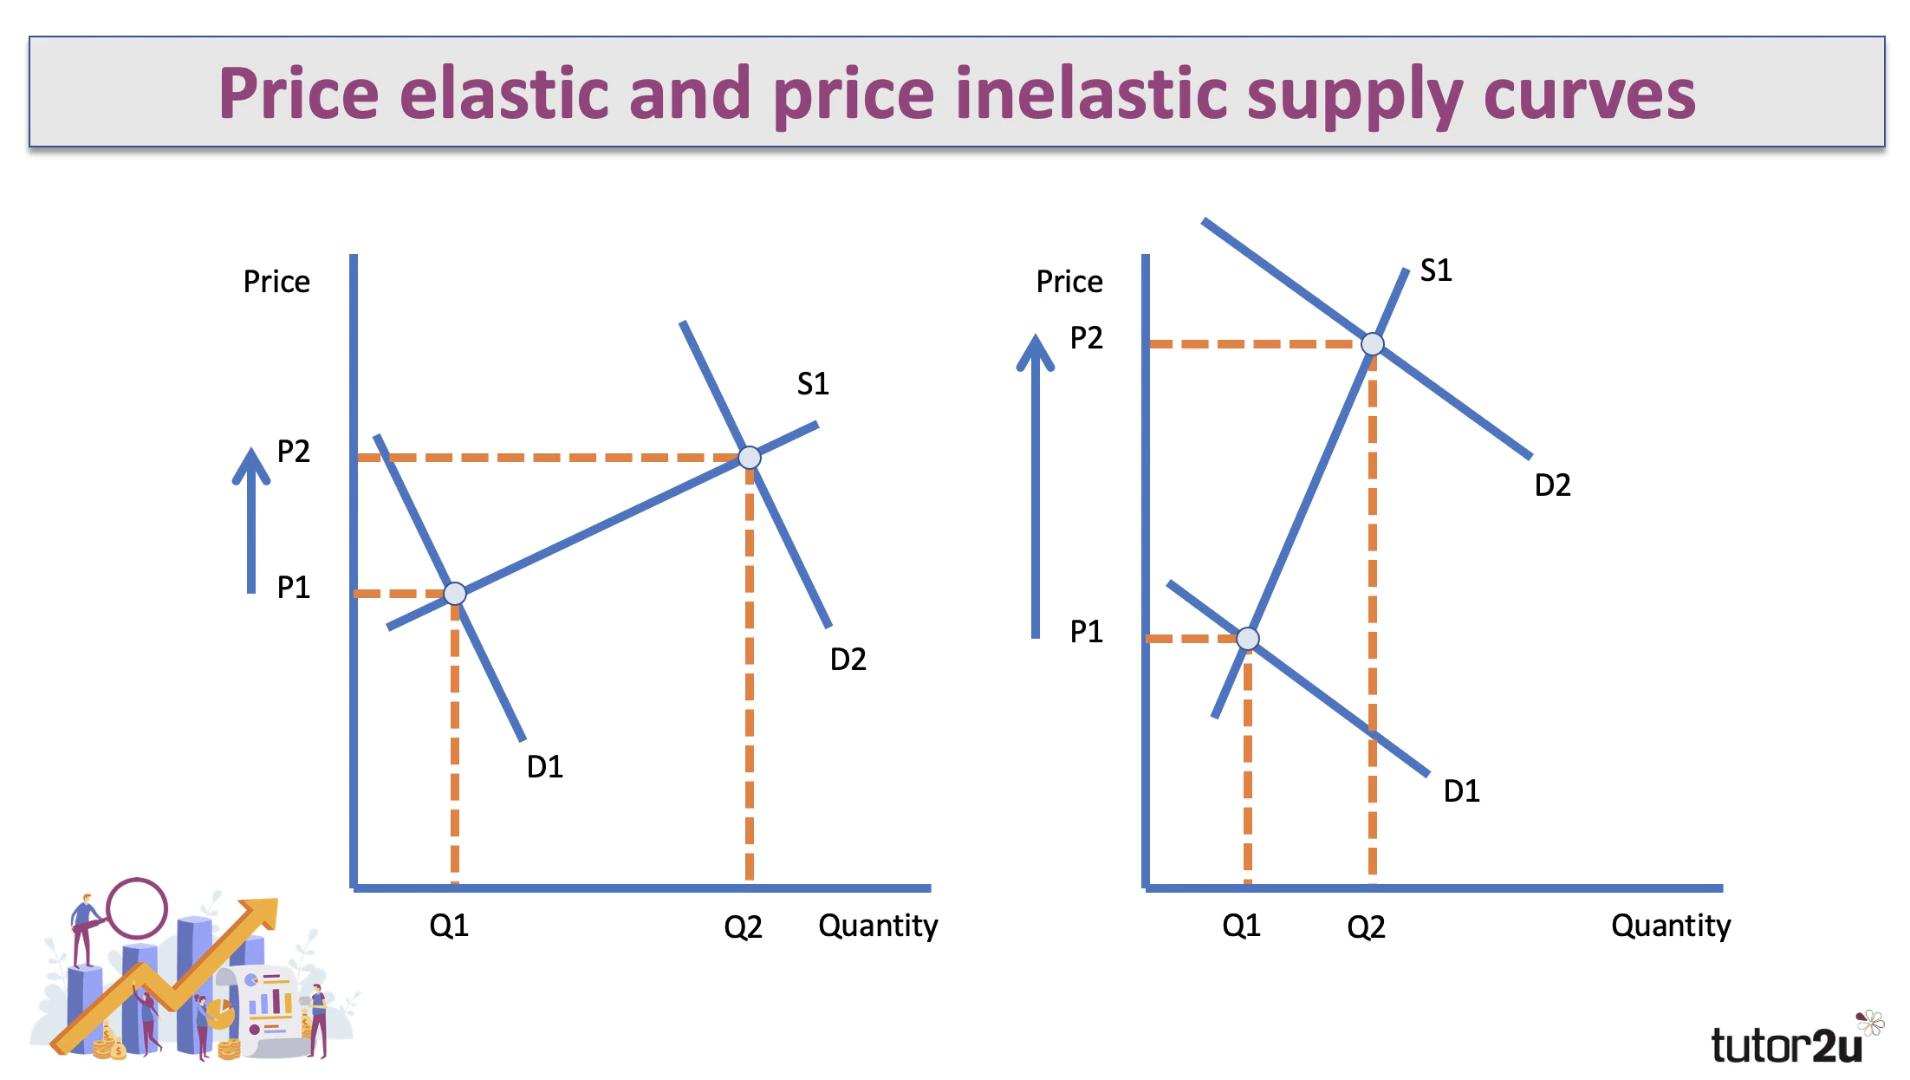 Price elastic and price inelastic supply curves
Price
S1
P2
P1
D2
D1
Q1
Q2
Quantity
Price
S1
P2
D2
P1
D1
Q1
Q2
Quantity
$
$
tutor2u